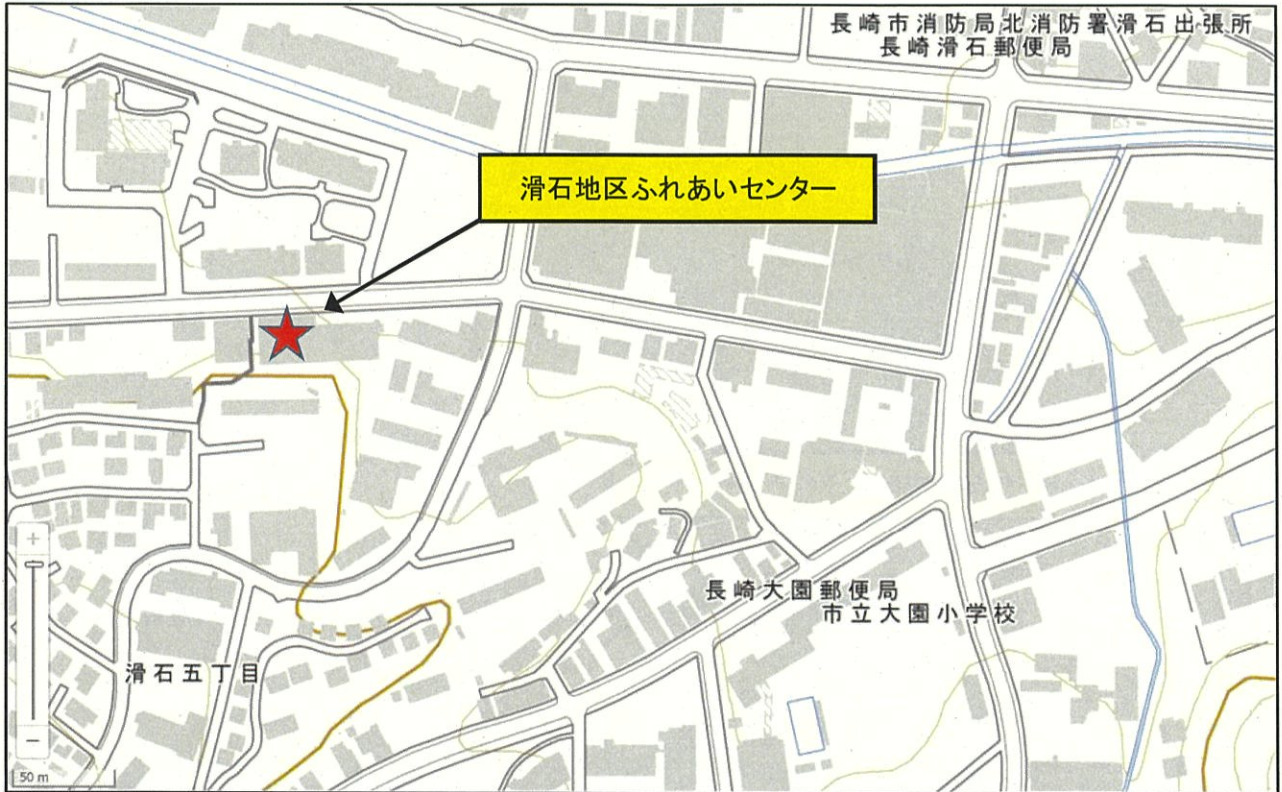 長崎市消防局北消防署滑石出張所
長崎滑石郵便局
滑石地区ふれあいセンター
長崎大園郵便局
市立大園小学校
滑石五丁目
+
−
50 m